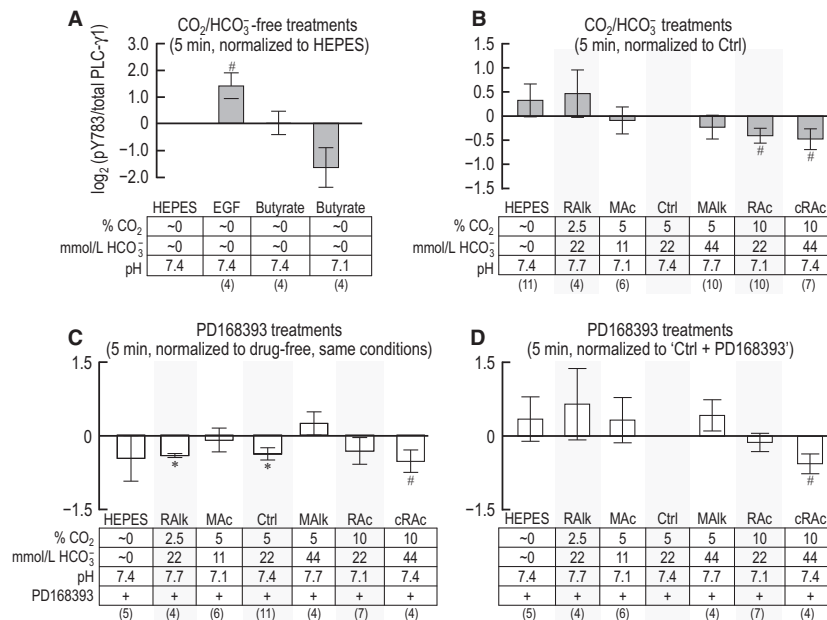 A
CO₂/HCO₃⁻-free treatments
(5 min, normalized to HEPES)
log₂ (pY783/total PLC-γ1)
3.0
2.0
1.0
0
−1.0
−2.0
#
HEPES EGF Butyrate Butyrate
% CO₂ ~0 ~0 ~0 ~0
mmol/L HCO₃⁻ ~0 ~0 ~0 ~0
pH 7.4 7.4 7.4 7.1
(4) (4) (4)
B
CO₂/HCO₃⁻ treatments
(5 min, normalized to Ctrl)
1.5
1.0
0.5
0
−0.5
−1.0
−1.5
# #
HEPES RAlk MAc Ctrl MAlk RAc cRAc
% CO₂ ~0 2.5 5 5 5 10 10
mmol/L HCO₃⁻ ~0 22 11 22 44 22 44
pH 7.4 7.7 7.1 7.4 7.7 7.1 7.4
(11) (4) (6) (10) (10) (7)
C
PD168393 treatments
(5 min, normalized to drug-free, same conditions)
1.5
0
−1.5
* * #
HEPES RAlk MAc Ctrl MAlk RAc cRAc
% CO₂ ~0 2.5 5 5 5 10 10
mmol/L HCO₃⁻ ~0 22 11 22 44 22 44
pH 7.4 7.7 7.1 7.4 7.7 7.1 7.4
PD168393 + + + + + + +
(5) (4) (6) (11) (4) (7) (4)
D
PD168393 treatments
(5 min, normalized to ‘Ctrl + PD168393’)
1.5
0
−1.5
#
HEPES RAlk MAc Ctrl MAlk RAc cRAc
~0 2.5 5 5 5 10 10
~0 22 11 22 44 22 44
7.4 7.7 7.1 7.4 7.7 7.1 7.4
+ + + + + + +
(5) (4) (6) (4) (7) (4)